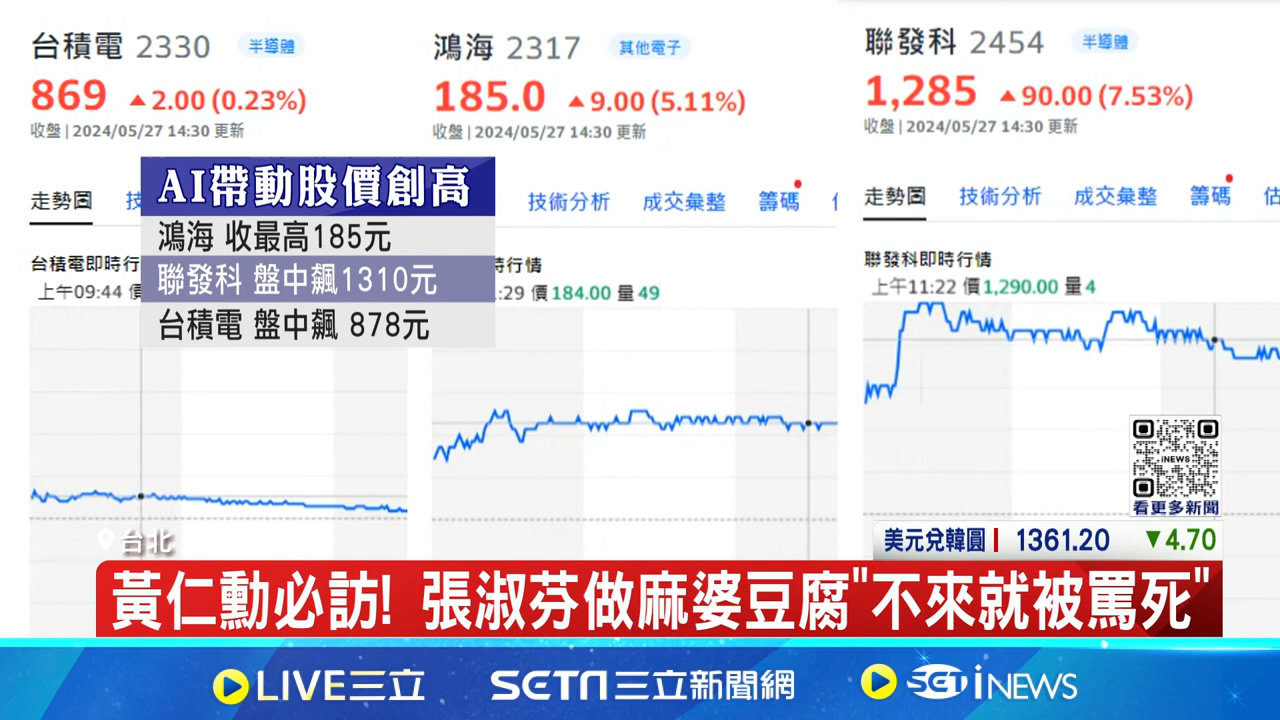 台積電 2330 半導體
869 ▲ 2.00 (0.23%)
收盤 | 2024/05/27 14:30 更新
走勢圖
台積電即時行
上午09:44
鴻海 2317 其他電子
185.0 ▲ 9.00 (5.11%)
收盤 | 2024/05/27 14:30 更新
技術分析 成交彙整 籌碼
時行情
:29 價 184.00 量 49
聯發科 2454 半導體
1,285 ▲ 90.00 (7.53%)
收盤 | 2024/05/27 14:30 更新
走勢圖 技術分析 成交彙整 籌碼
聯發科即時行情
上午11:22 價 1,290.00 量 4
AI帶動股價創高
鴻海 收最高185元
聯發科 盤中飆1310元
台積電 盤中飆 878元
iNEWS
看更多新聞
美元兌韓圓 1361.20 ▼4.70
台北
黃仁勳必訪! 張淑芬做麻婆豆腐"不來就被罵死"
LIVE三立 SETN三立新聞網 SET iNEWS